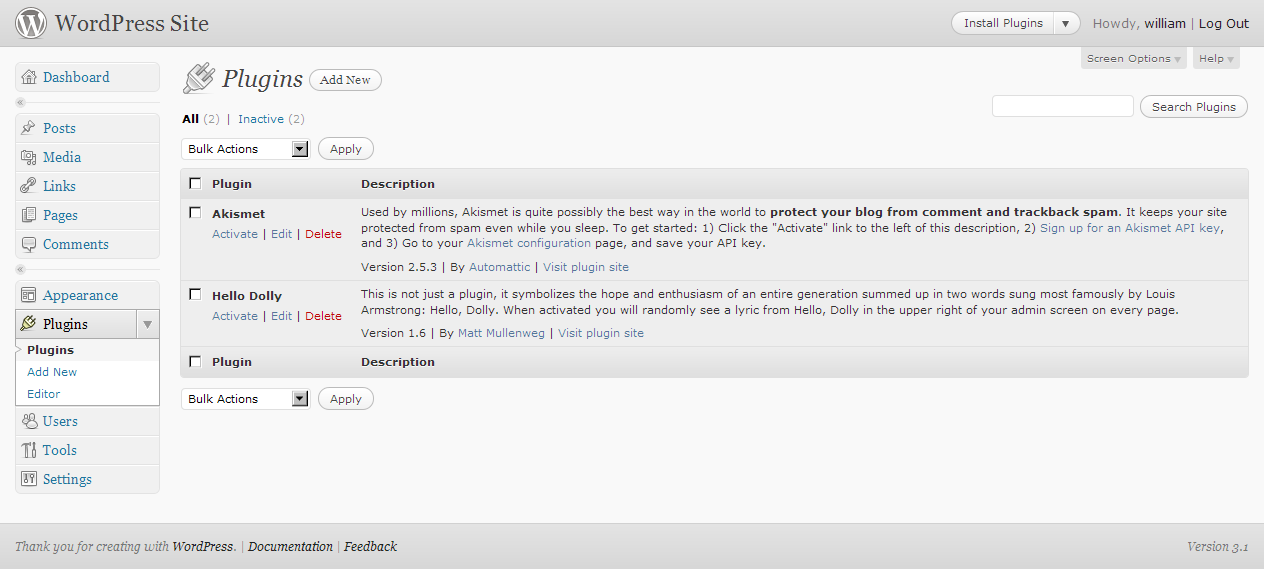 WordPress Site
Install Plugins
Howdy, william | Log Out
Screen Options
Help
Dashboard
Posts
Media
Links
Pages
Comments
Appearance
Plugins
Plugins
Add New
Editor
Users
Tools
Settings
Plugins Add New
All (2) | Inactive (2)
Search Plugins
Bulk Actions Apply
Plugin Description
Akismet
Activate | Edit | Delete
Used by millions, Akismet is quite possibly the best way in the world to protect your blog from comment and trackback spam. It keeps your site
protected from spam even while you sleep. To get started: 1) Click the "Activate" link to the left of this description, 2) Sign up for an Akismet API key,
and 3) Go to your Akismet configuration page, and save your API key.
Version 2.5.3 | By Automattic | Visit plugin site
Hello Dolly
Activate | Edit | Delete
This is not just a plugin, it symbolizes the hope and enthusiasm of an entire generation summed up in two words sung most famously by Louis
Armstrong: Hello, Dolly. When activated you will randomly see a lyric from Hello, Dolly in the upper right of your admin screen on every page.
Version 1.6 | By Matt Mullenweg | Visit plugin site
Plugin Description
Bulk Actions Apply
Thank you for creating with WordPress. | Documentation | Feedback
Version 3.1